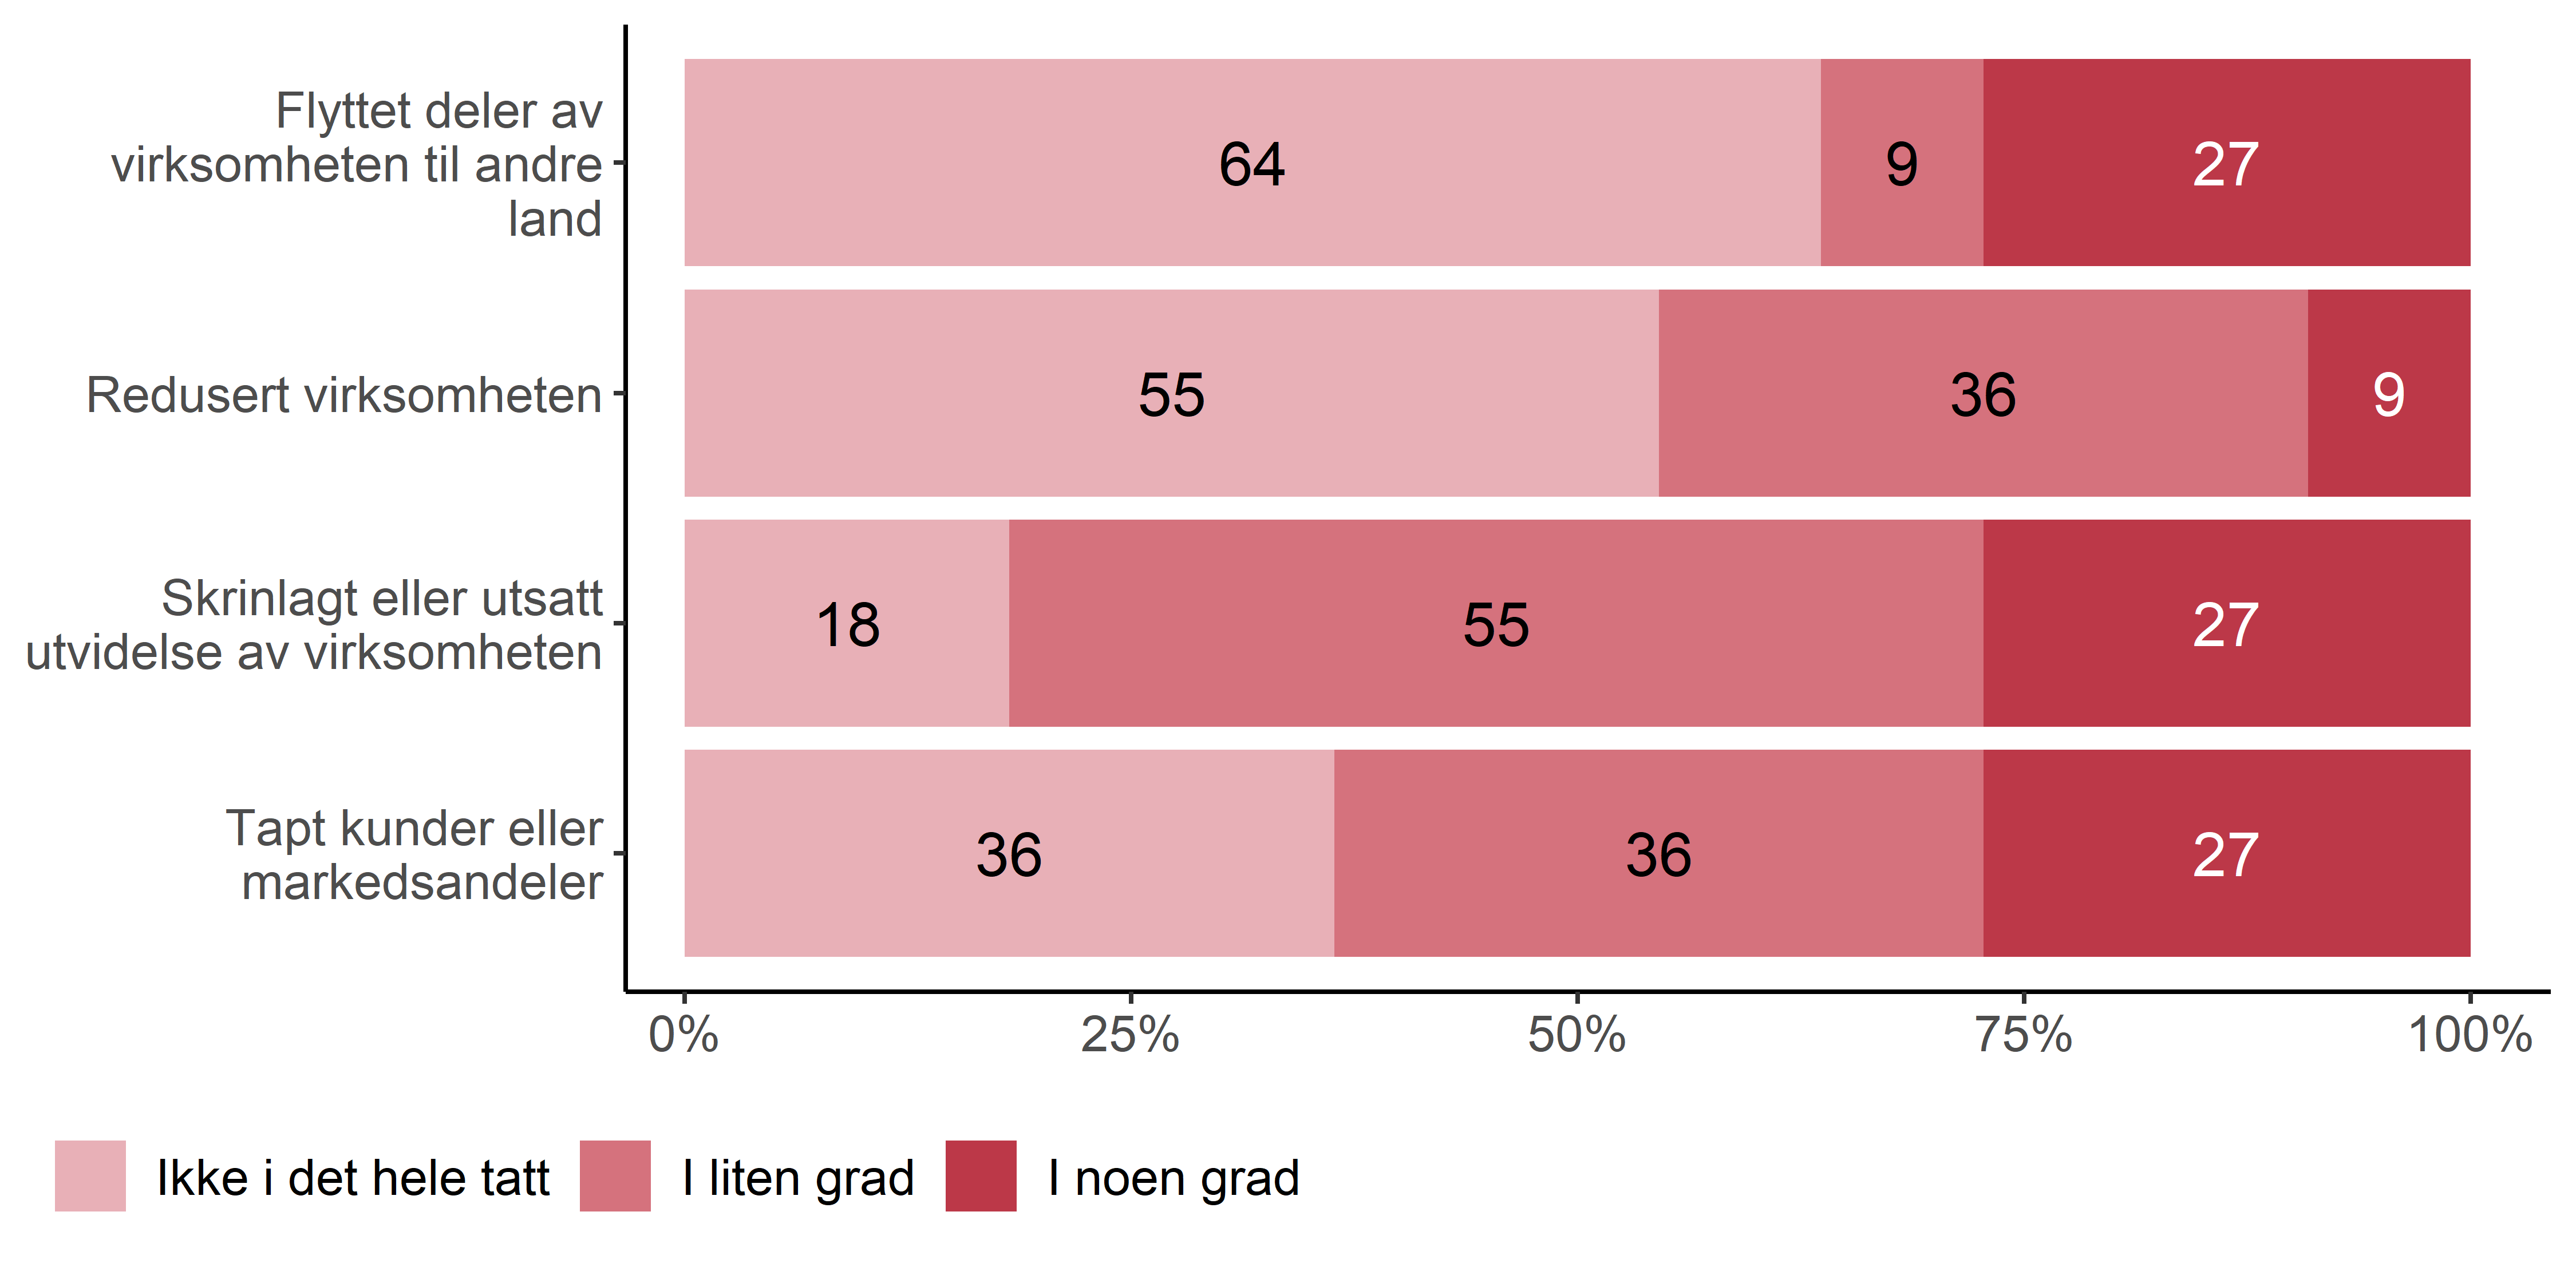 Flyttet deler av
virksomheten til andre
land
64 9 27
Redusert virksomheten
55 36 9
Skrinlagt eller utsatt
utvidelse av virksomheten
18 55 27
Tapt kunder eller
markedsandeler
36 36 27
0% 25% 50% 75% 100%
Ikke i det hele tatt I liten grad I noen grad